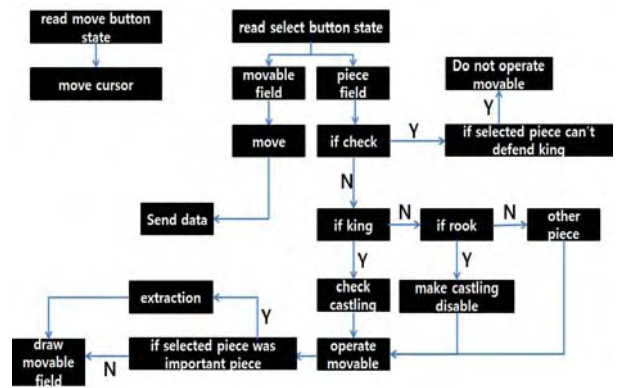 read move button
state
move cursor
read select button state
movable
field
piece
field
Do not operate
movable
Y
move
if check
Y
if selected piece can't
defend king
N
Send data
if king
N
if rook
N
other
piece
Y
Y
extraction
check
castling
make castling
disable
Y
draw
movable
field
N
if selected piece was
important piece
operate
movable